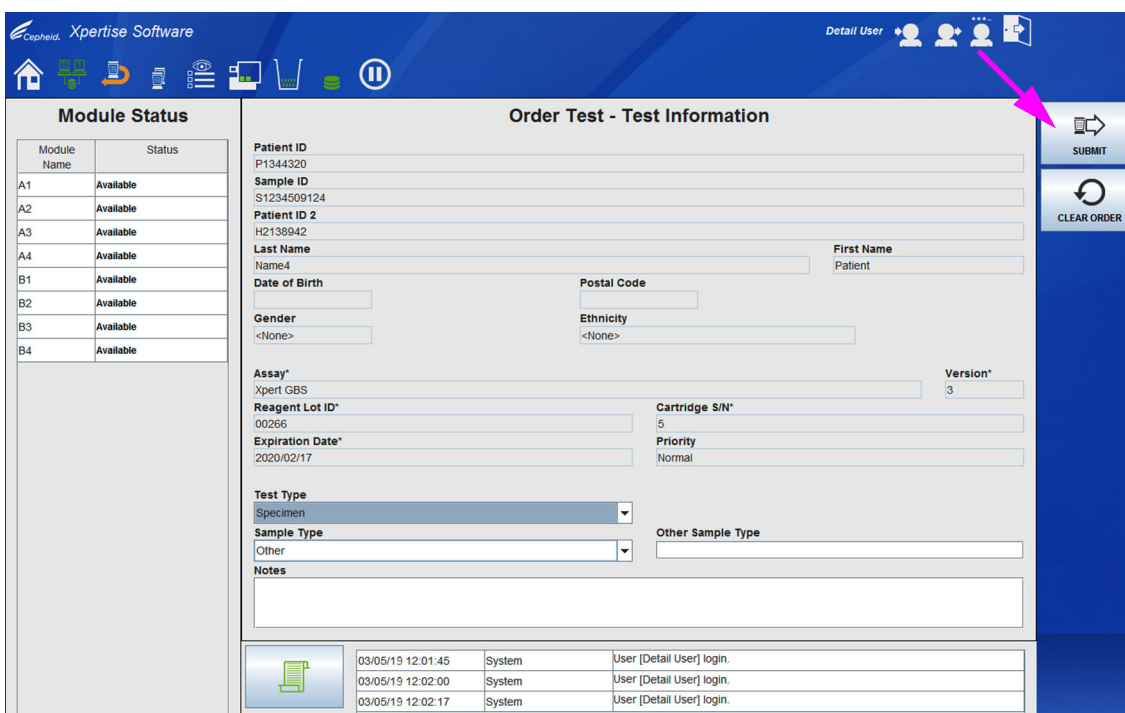 Cepheid. Xpertise Software
Detail User
Module Status
Module Name Status
A1 Available
A2 Available
A3 Available
A4 Available
B1 Available
B2 Available
B3 Available
B4 Available
Order Test - Test Information
Patient ID
P1344320
Sample ID
S1234509124
Patient ID 2
H2138942
Last Name First Name
Name4 Patient
Date of Birth Postal Code
Gender Ethnicity
<None> <None>
Assay* Version*
Xpert GBS 3
Reagent Lot ID* Cartridge S/N*
00266 5
Expiration Date* Priority
2020/02/17 Normal
Test Type
Specimen
Sample Type Other Sample Type
Other
Notes
03/05/19 12:01:45 System User [Detail User] login.
03/05/19 12:02:00 System User [Detail User] login.
03/05/19 12:02:17 System User [Detail User] login.
SUBMIT
CLEAR ORDER